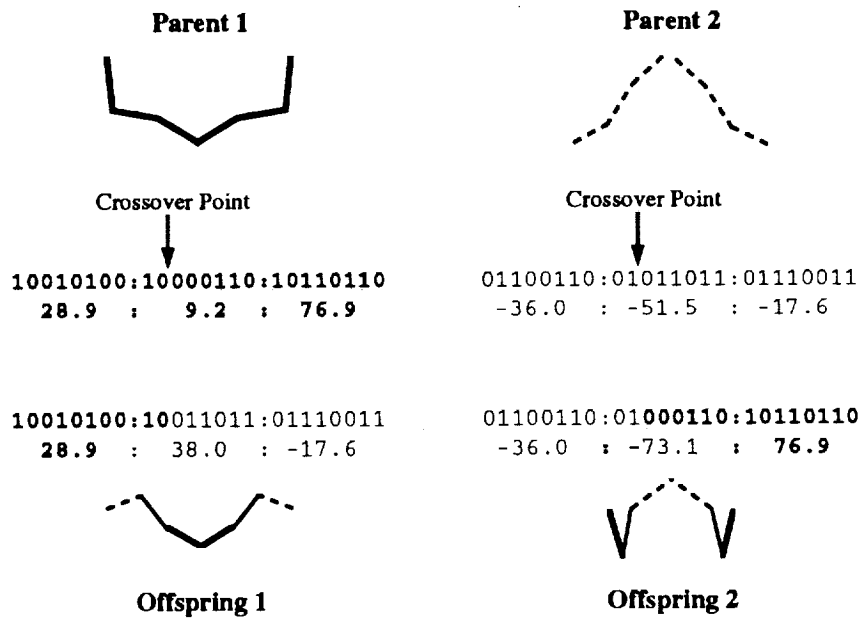 Parent 1
Parent 2
Crossover Point
Crossover Point
10010100:10000110:10110110
01100110:01011011:01110011
28.9 : 9.2 : 76.9
-36.0 : -51.5 : -17.6
10010100:10011011:01110011
01100110:01000110:10110110
28.9 : 38.0 : -17.6
-36.0 : -73.1 : 76.9
Offspring 1
Offspring 2